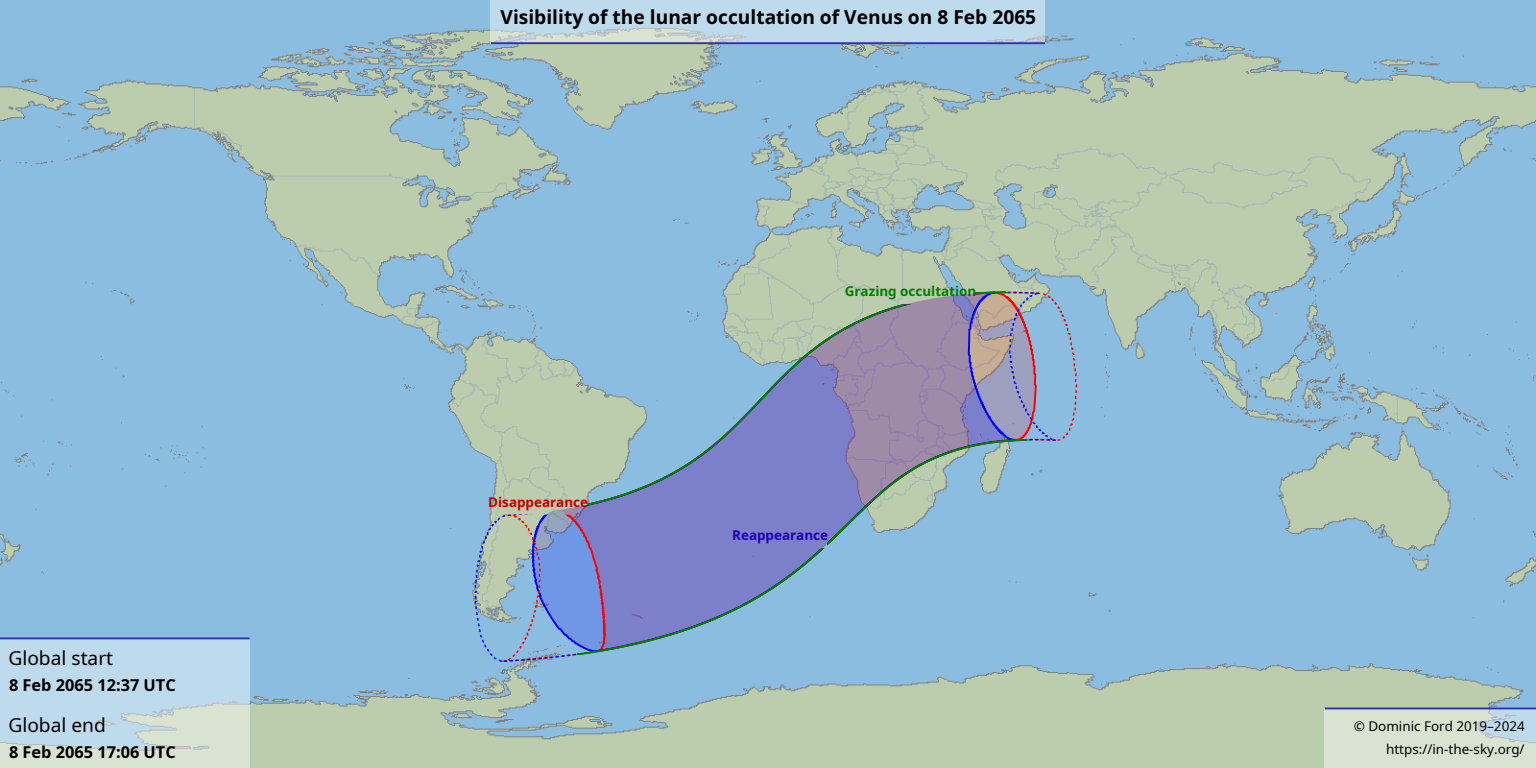 Visibility of the lunar occultation of Venus on 8 Feb 2065
Grazing occultation
Disappearance
Reappearance
Global start
8 Feb 2065 12:37 UTC
Global end
8 Feb 2065 17:06 UTC
© Dominic Ford 2019–2024
https://in-the-sky.org/